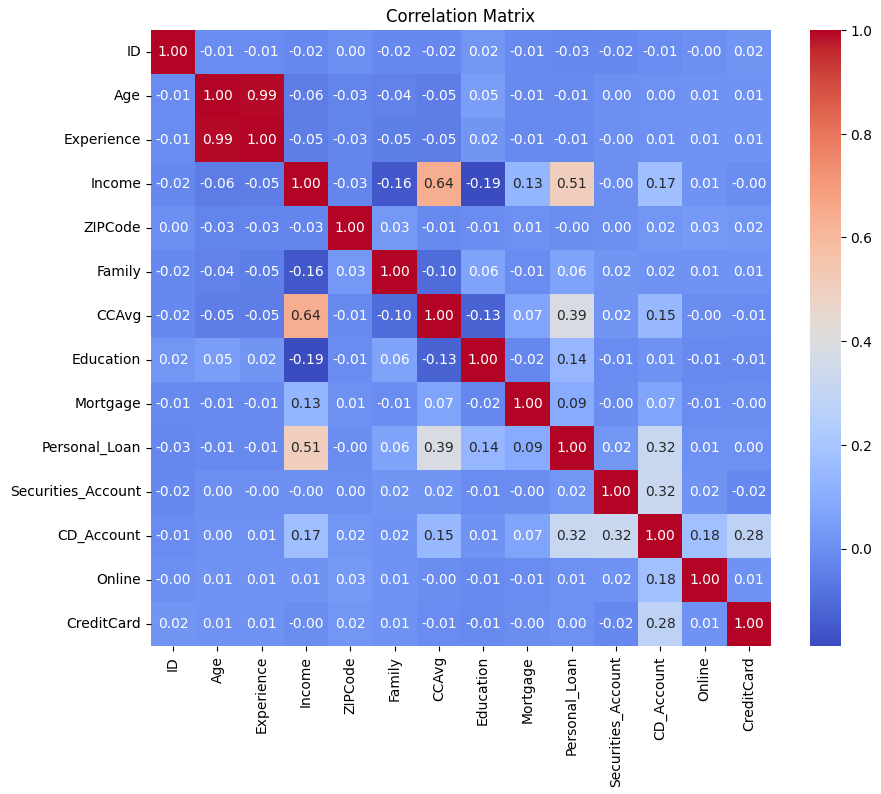 Correlation Matrix
ID 1.00 -0.01 -0.01 -0.02 0.00 -0.02 -0.02 0.02 -0.01 -0.03 -0.02 -0.01 -0.00 0.02
Age -0.01 1.00 0.99 -0.06 -0.03 -0.04 -0.05 0.05 -0.01 -0.01 0.00 0.00 0.01 0.01
Experience -0.01 0.99 1.00 -0.05 -0.03 -0.05 -0.05 0.02 -0.01 -0.01 -0.00 0.01 0.01 0.01
Income -0.02 -0.06 -0.05 1.00 -0.03 -0.16 0.64 -0.19 0.13 0.51 -0.00 0.17 0.01 -0.00
ZIPCode 0.00 -0.03 -0.03 -0.03 1.00 0.03 -0.01 -0.01 0.01 -0.00 0.00 0.02 0.03 0.02
Family -0.02 -0.04 -0.05 -0.16 0.03 1.00 -0.10 0.06 -0.01 0.06 0.02 0.02 0.01 0.01
CCAvg -0.02 -0.05 -0.05 0.64 -0.01 -0.10 1.00 -0.13 0.07 0.39 0.02 0.15 -0.00 -0.01
Education 0.02 0.05 0.02 -0.19 -0.01 0.06 -0.13 1.00 -0.02 0.14 -0.01 0.01 -0.01 -0.01
Mortgage -0.01 -0.01 -0.01 0.13 0.01 -0.01 0.07 -0.02 1.00 0.09 -0.00 0.07 -0.01 -0.00
Personal_Loan -0.03 -0.01 -0.01 0.51 -0.00 0.06 0.39 0.14 0.09 1.00 0.02 0.32 0.01 0.00
Securities_Account -0.02 0.00 -0.00 -0.00 0.00 0.02 0.02 -0.01 -0.00 0.02 1.00 0.32 0.02 -0.02
CD_Account -0.01 0.00 0.01 0.17 0.02 0.02 0.15 0.01 0.07 0.32 0.32 1.00 0.18 0.28
Online -0.00 0.01 0.01 0.01 0.03 0.01 -0.00 -0.01 -0.01 0.01 0.02 0.18 1.00 0.01
CreditCard 0.02 0.01 0.01 -0.00 0.02 0.01 -0.01 -0.01 -0.00 0.00 -0.02 0.28 0.01 1.00
ID
Age
Experience
Income
ZIPCode
Family
CCAvg
Education
Mortgage
Personal_Loan
Securities_Account
CD_Account
Online
CreditCard
1.0
0.8
0.6
0.4
0.2
0.0